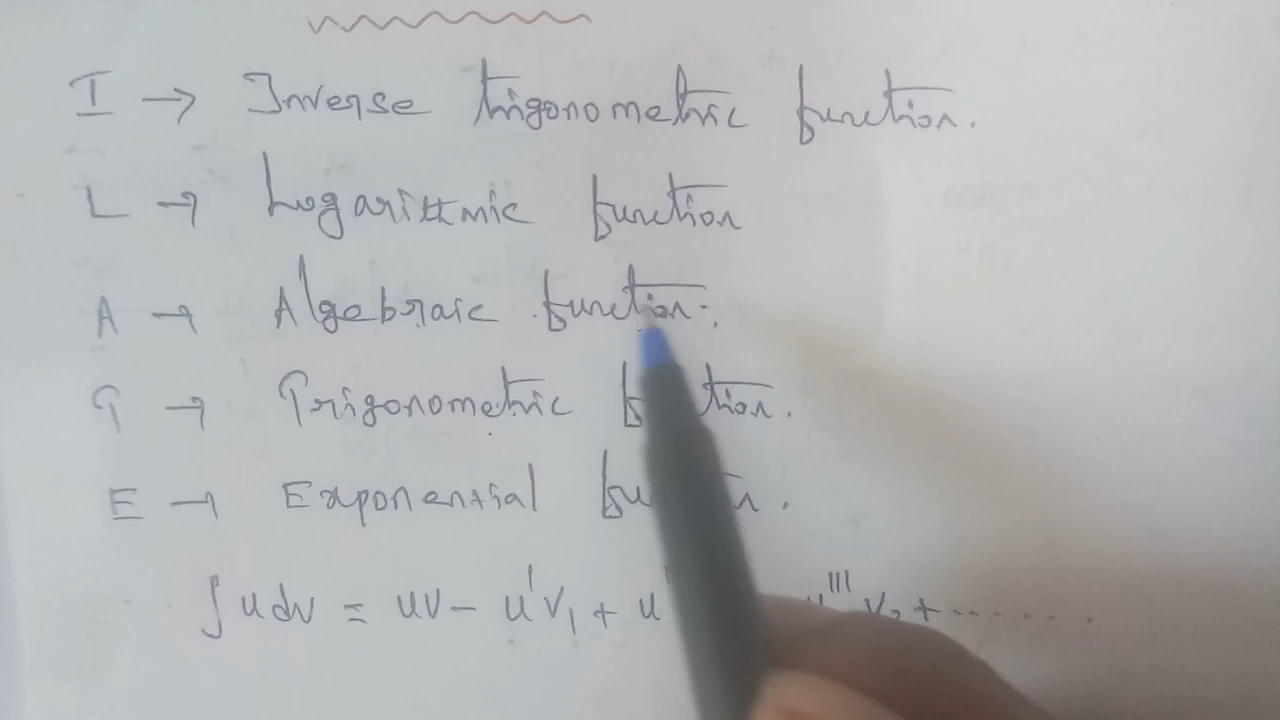 I → Inverse trigonometric function.
L → Logarithmic function
A → Algebraic function.
T → Trigonometric
E → Exponential
∫ u dv = uv - u'v₁ + u ''' v + .......